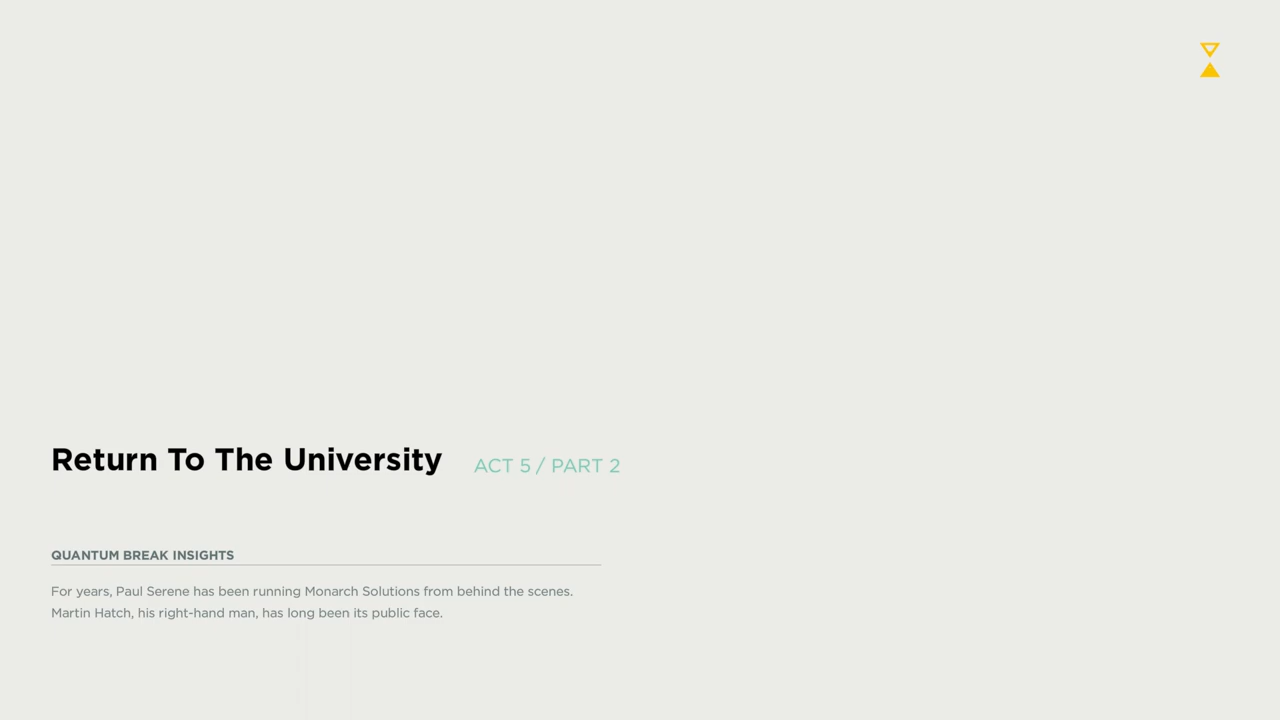 Return To The University ACT 5 / PART 2
QUANTUM BREAK INSIGHTS
For years, Paul Serene has been running Monarch Solutions from behind the scenes.
Martin Hatch, his right-hand man, has long been its public face.